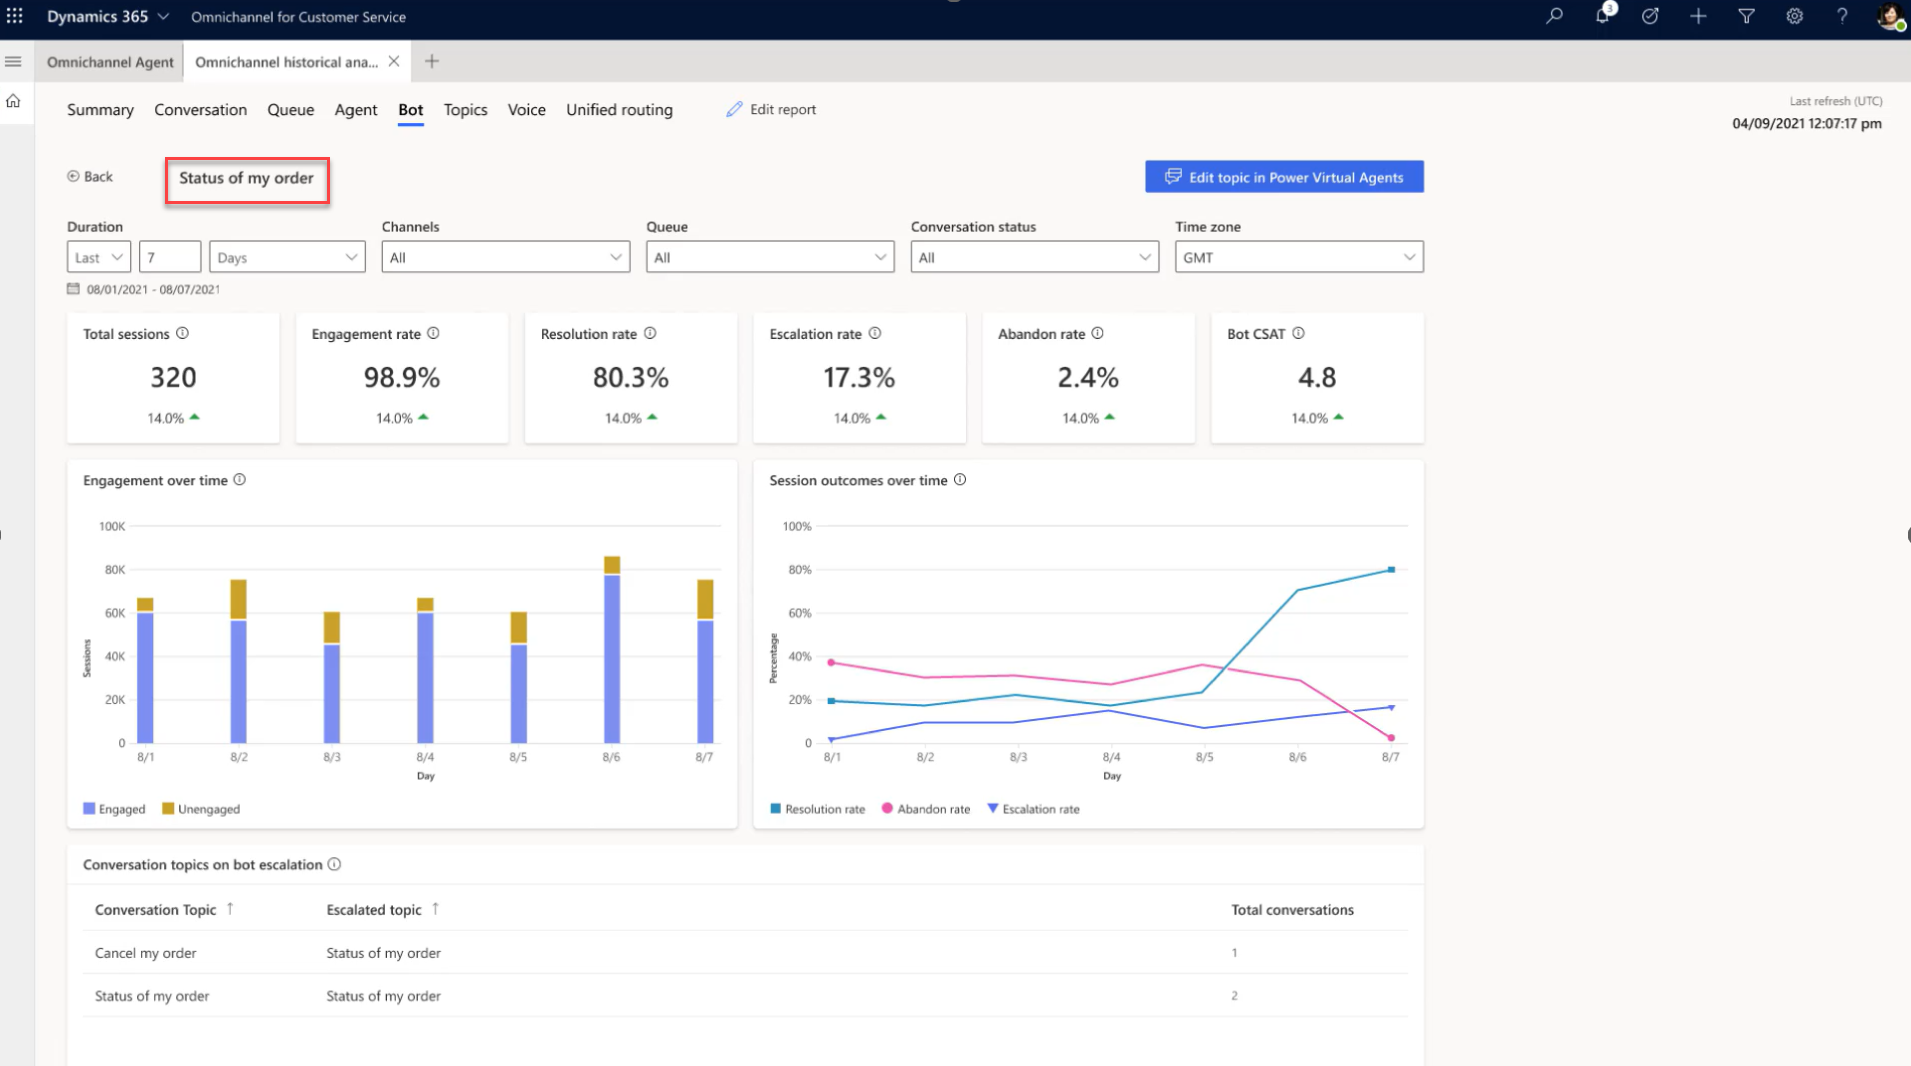 Dynamics 365 Omnichannel for Customer Service 3 ?
Omnichannel Agent Omnichannel historical ana...
Summary Conversation Queue Agent Bot Topics Voice Unified routing Edit report
Last refresh (UTC)
04/09/2021 12:07:17 pm
Back Status of my order Edit topic in Power Virtual Agents
Duration Channels Queue Conversation status Time zone
Last 7 Days All All All GMT
08/01/2021 - 08/07/2021
Total sessions Engagement rate Resolution rate Escalation rate Abandon rate Bot CSAT
320 98.9% 80.3% 17.3% 2.4% 4.8
14.0% 14.0% 14.0% 14.0% 14.0% 14.0%
Engagement over time
100K
80K
60K
40K
20K
0
Sessions
8/1 8/2 8/3 8/4 8/5 8/6 8/7
Day
Engaged Unengaged
Session outcomes over time
100%
80%
60%
40%
20%
0
Percentage
8/1 8/2 8/3 8/4 8/5 8/6 8/7
Day
Resolution rate Abandon rate Escalation rate
Conversation topics on bot escalation
Conversation Topic ↑ Escalated topic ↑ Total conversations
Cancel my order Status of my order 1
Status of my order Status of my order 2